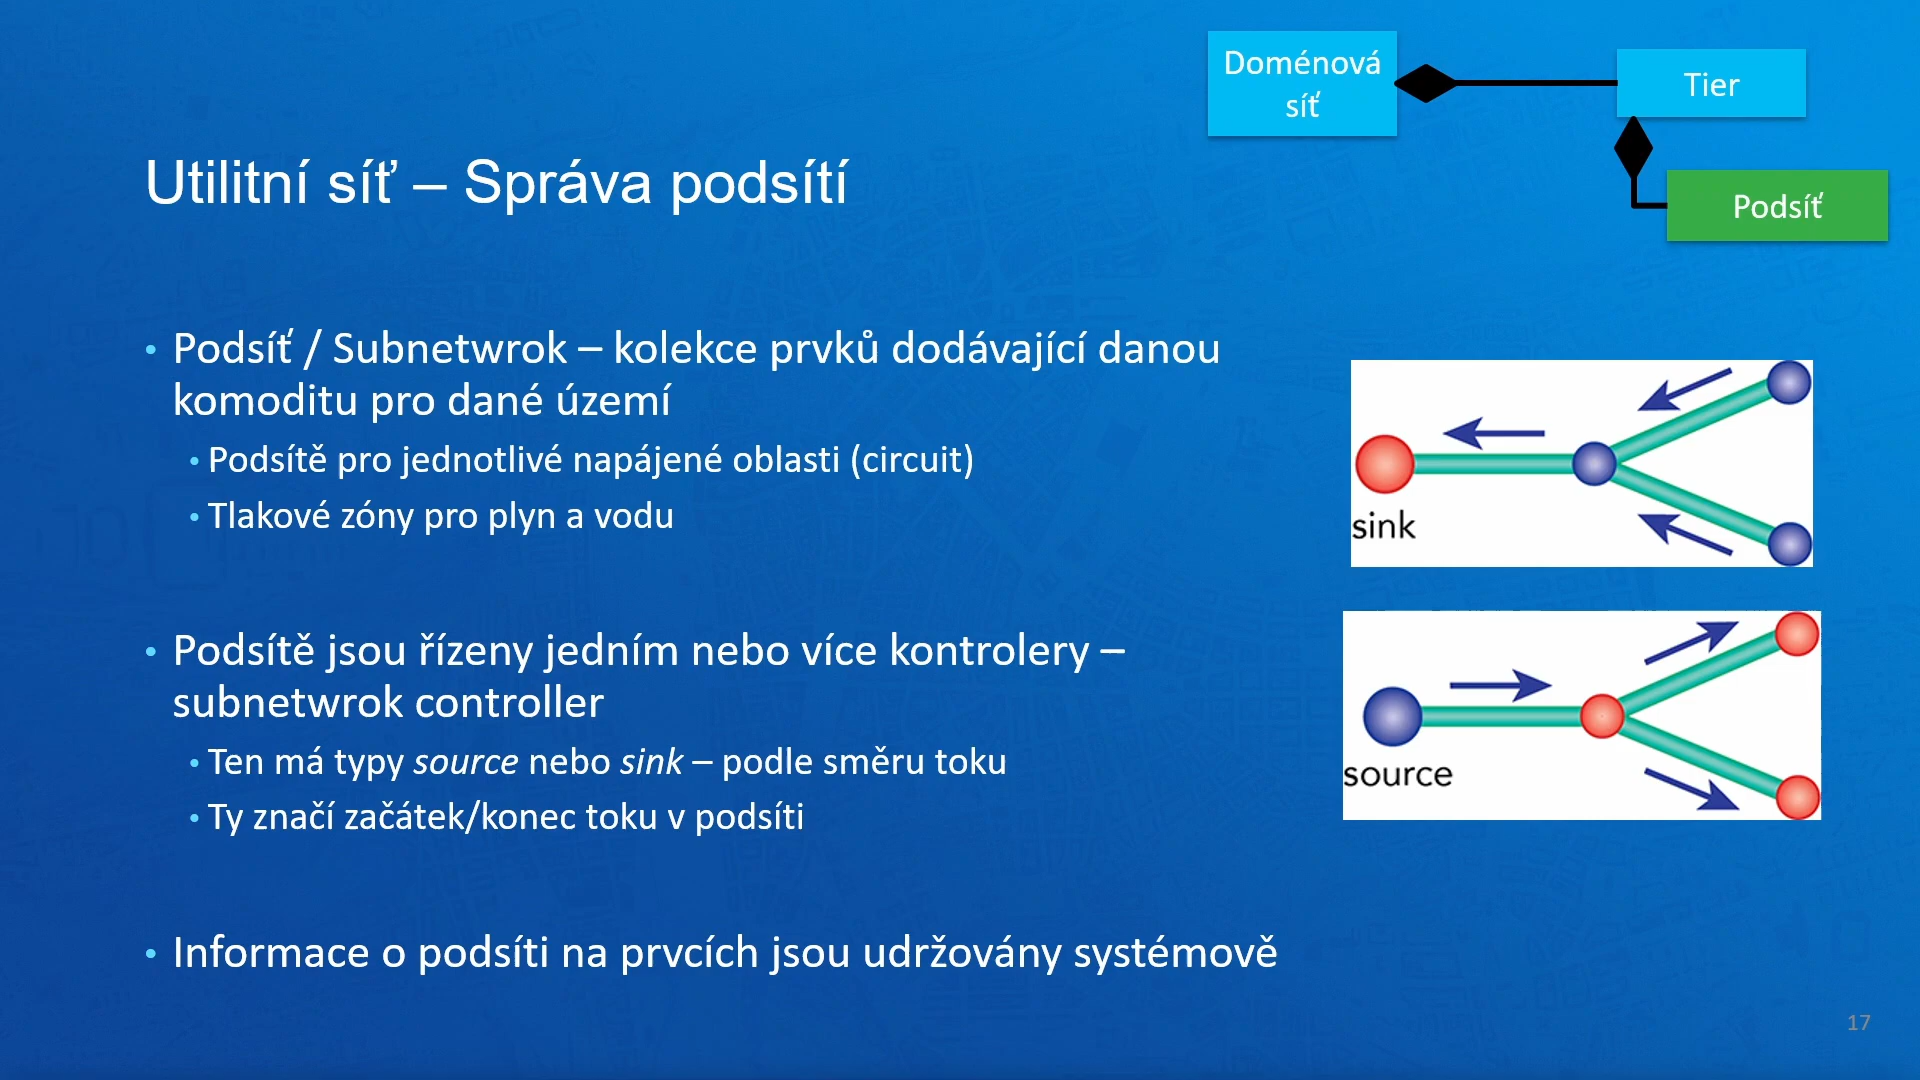 Doménová
síť
Tier
Podsíť
Utilitní síť – Správa podsítí
• Podsíť / Subnetwrok – kolekce prvků dodávající danou
komoditu pro dané území
• Podsítě pro jednotlivé napájené oblasti (circuit)
• Tlakové zóny pro plyn a vodu
sink
• Podsítě jsou řízeny jedním nebo více kontrolery –
subnetwrok controller
• Ten má typy source nebo sink – podle směru toku
• Ty značí začátek/konec toku v podsíti
source
• Informace o podsíti na prvcích jsou udržovány systémově
17